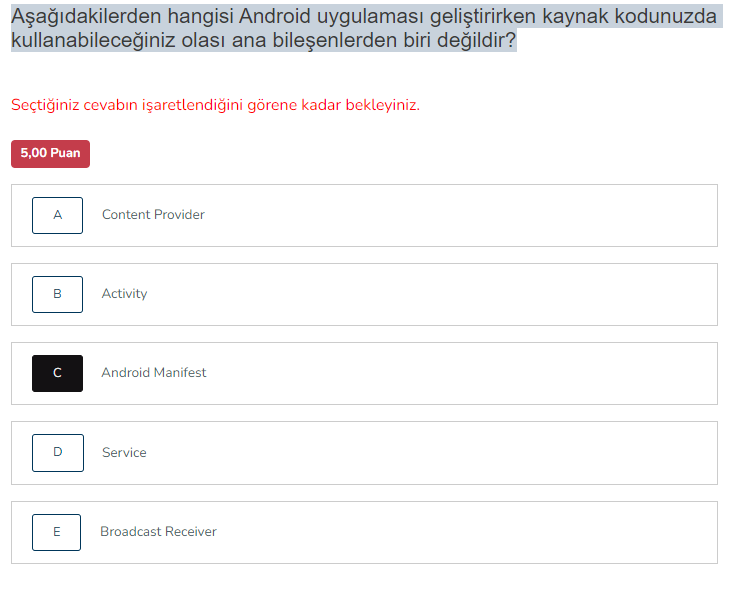 Aşağıdakilerden hangisi Android uygulaması geliştirirken kaynak kodunuzda
kullanabileceğiniz olası ana bileşenlerden biri değildir?
Seçtiğiniz cevabın işaretlendiğini görene kadar bekleyiniz.
5,00 Puan
A Content Provider
B Activity
C Android Manifest
D Service
E Broadcast Receiver